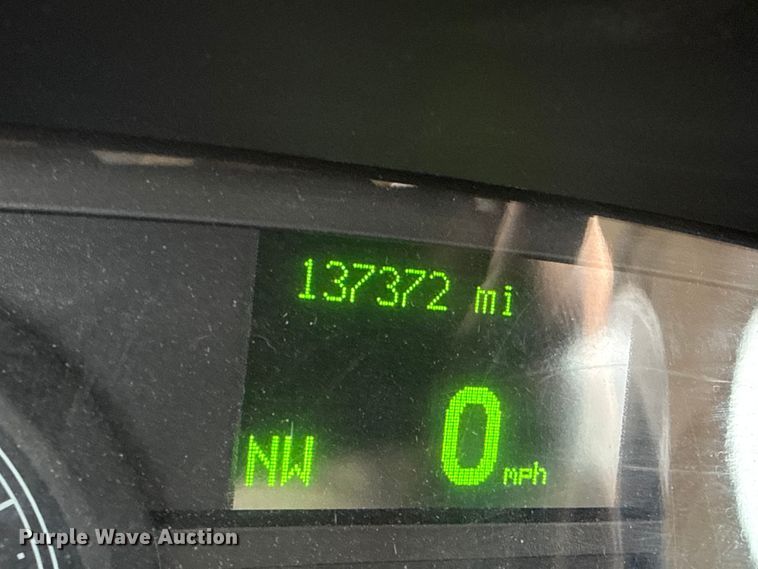 137372 mi
NW 0 mph
Purple Wave Auction